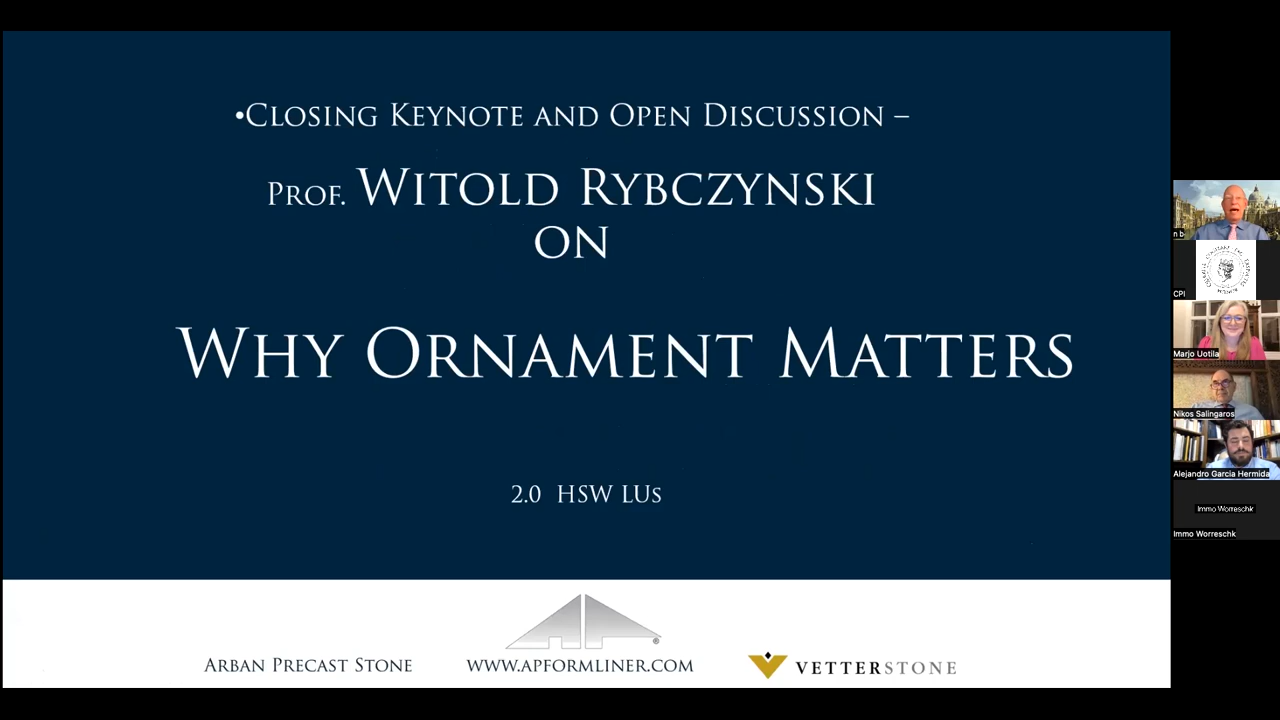 •Closing Keynote and Open Discussion –
Prof. Witold Rybczynski
on
Why Ornament Matters
2.0 HSW LUs
Arban Precast Stone
®
www.apformliner.com
VETTERSTONE
n b
CPI
Marjo Uotila
Nikos Salingaros
Alejandro Garcia Hermida
Immo Worreschk
Immo Worreschk